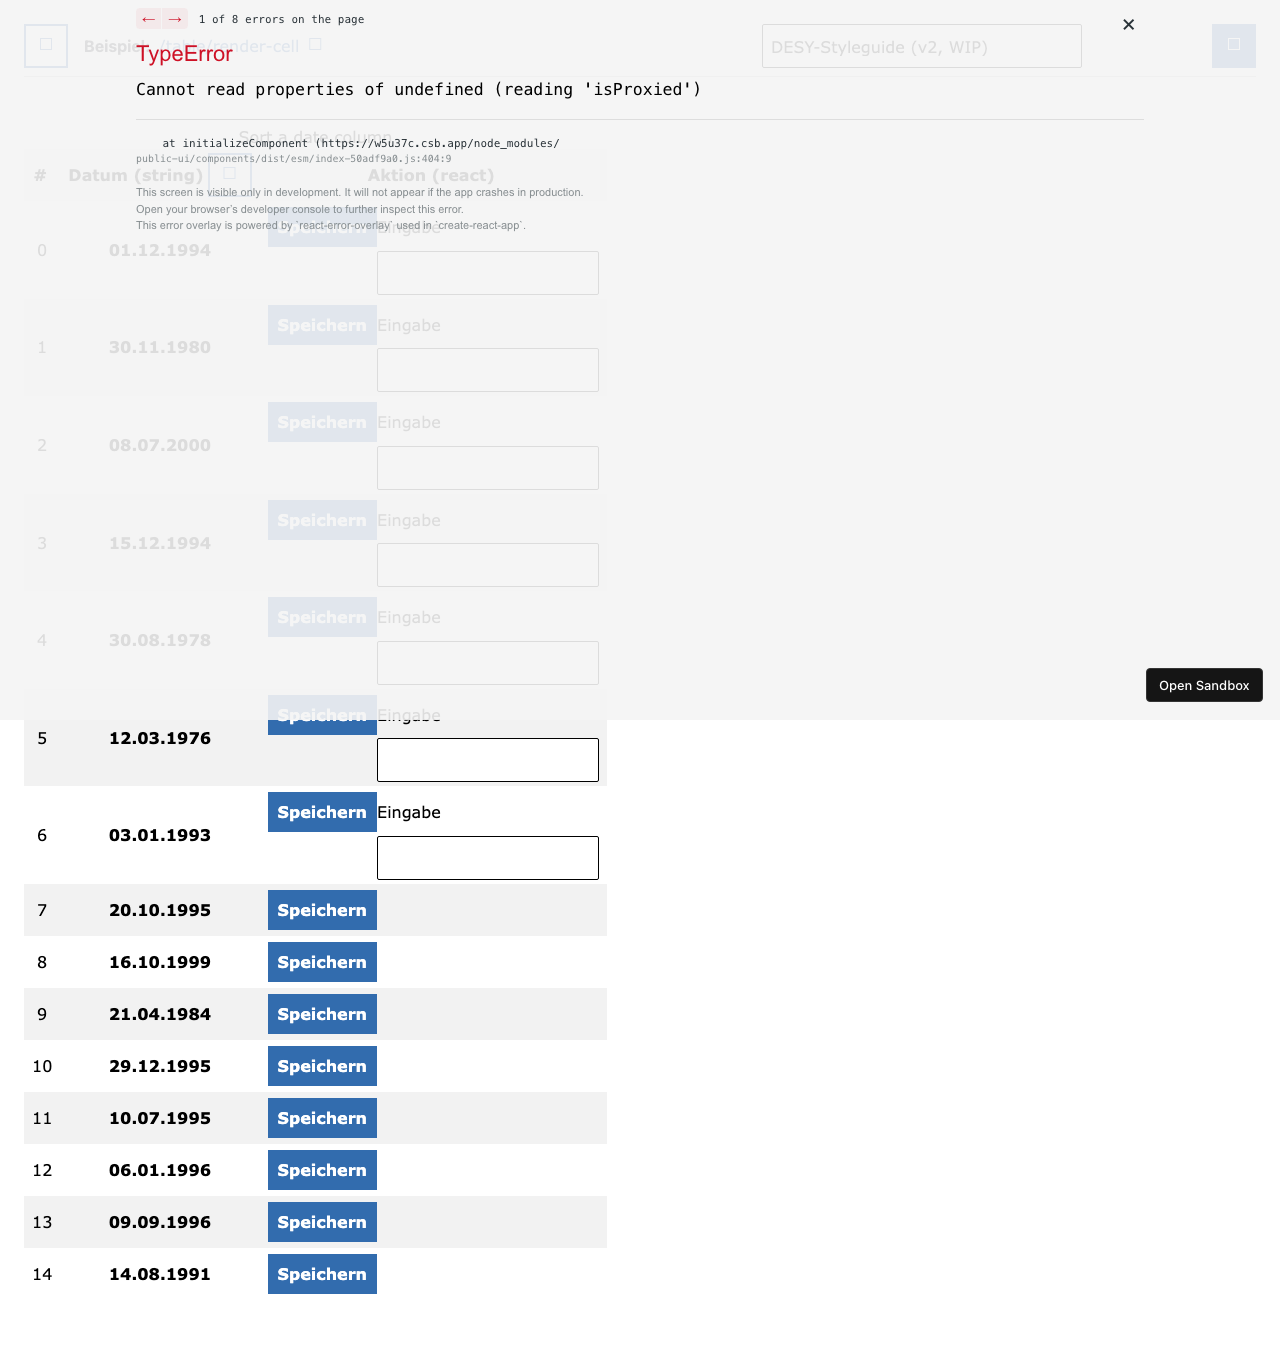 ← → 1 of 8 errors on the page
Beispiel /table/render-cell
DESY-Styleguide (v2, WIP)
TypeError
Cannot read properties of undefined (reading 'isProxied')
Sort a date column
at initializeComponent (https://w5u37c.csb.app/node_modules/
public-ui/components/dist/esm/index-50adf9a0.js:404:9
# Datum (string) Aktion (react)
This screen is visible only in development. It will not appear if the app crashes in production.
Open your browser's developer console to further inspect this error.
This error overlay is powered by `react-error-overlay` used in `create-react-app`.
0 01.12.1994 Speichern Eingabe
1 30.11.1980 Speichern Eingabe
2 08.07.2000 Speichern Eingabe
3 15.12.1994 Speichern Eingabe
4 30.08.1978 Speichern Eingabe
Open Sandbox
5 12.03.1976 Speichern Eingabe
6 03.01.1993 Speichern Eingabe
7 20.10.1995 Speichern
8 16.10.1999 Speichern
9 21.04.1984 Speichern
10 29.12.1995 Speichern
11 10.07.1995 Speichern
12 06.01.1996 Speichern
13 09.09.1996 Speichern
14 14.08.1991 Speichern